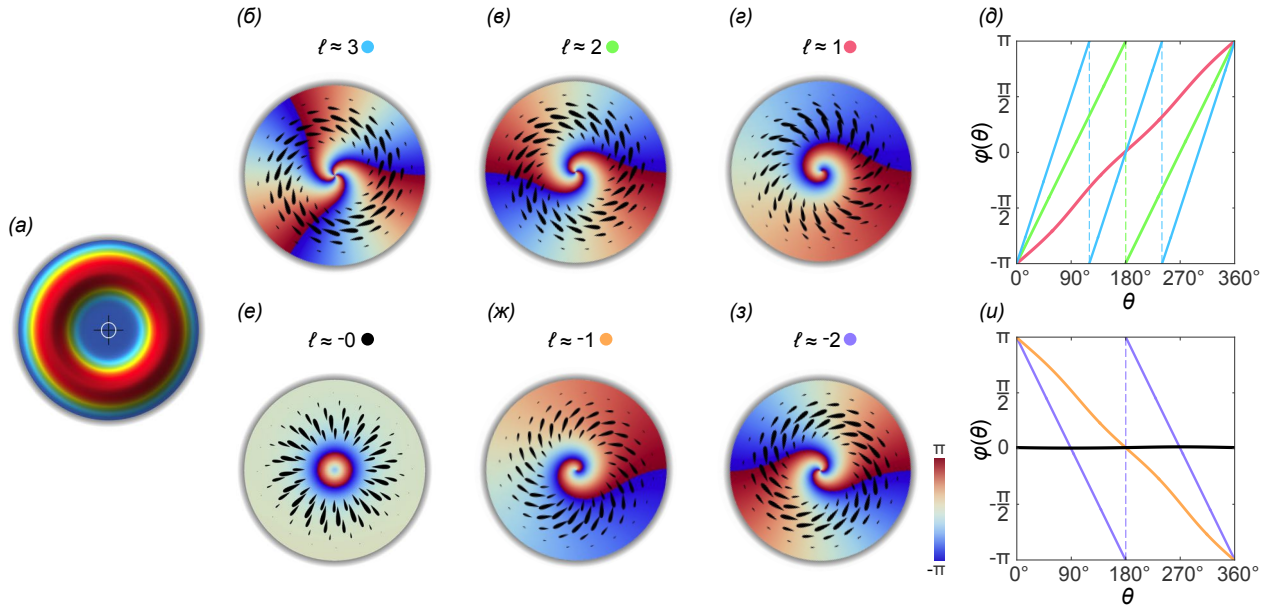 (а)
(б)
ℓ ≈ 3
(в)
ℓ ≈ 2
(г)
ℓ ≈ 1
(д)
π
π/2
0
-π/2
-π
φ(θ)
0° 90° 180° 270° 360°
θ
(е)
ℓ ≈ -0
(ж)
ℓ ≈ -1
(з)
ℓ ≈ -2
π
-π
(и)
π
π/2
0
-π/2
-π
φ(θ)
0° 90° 180° 270° 360°
θ